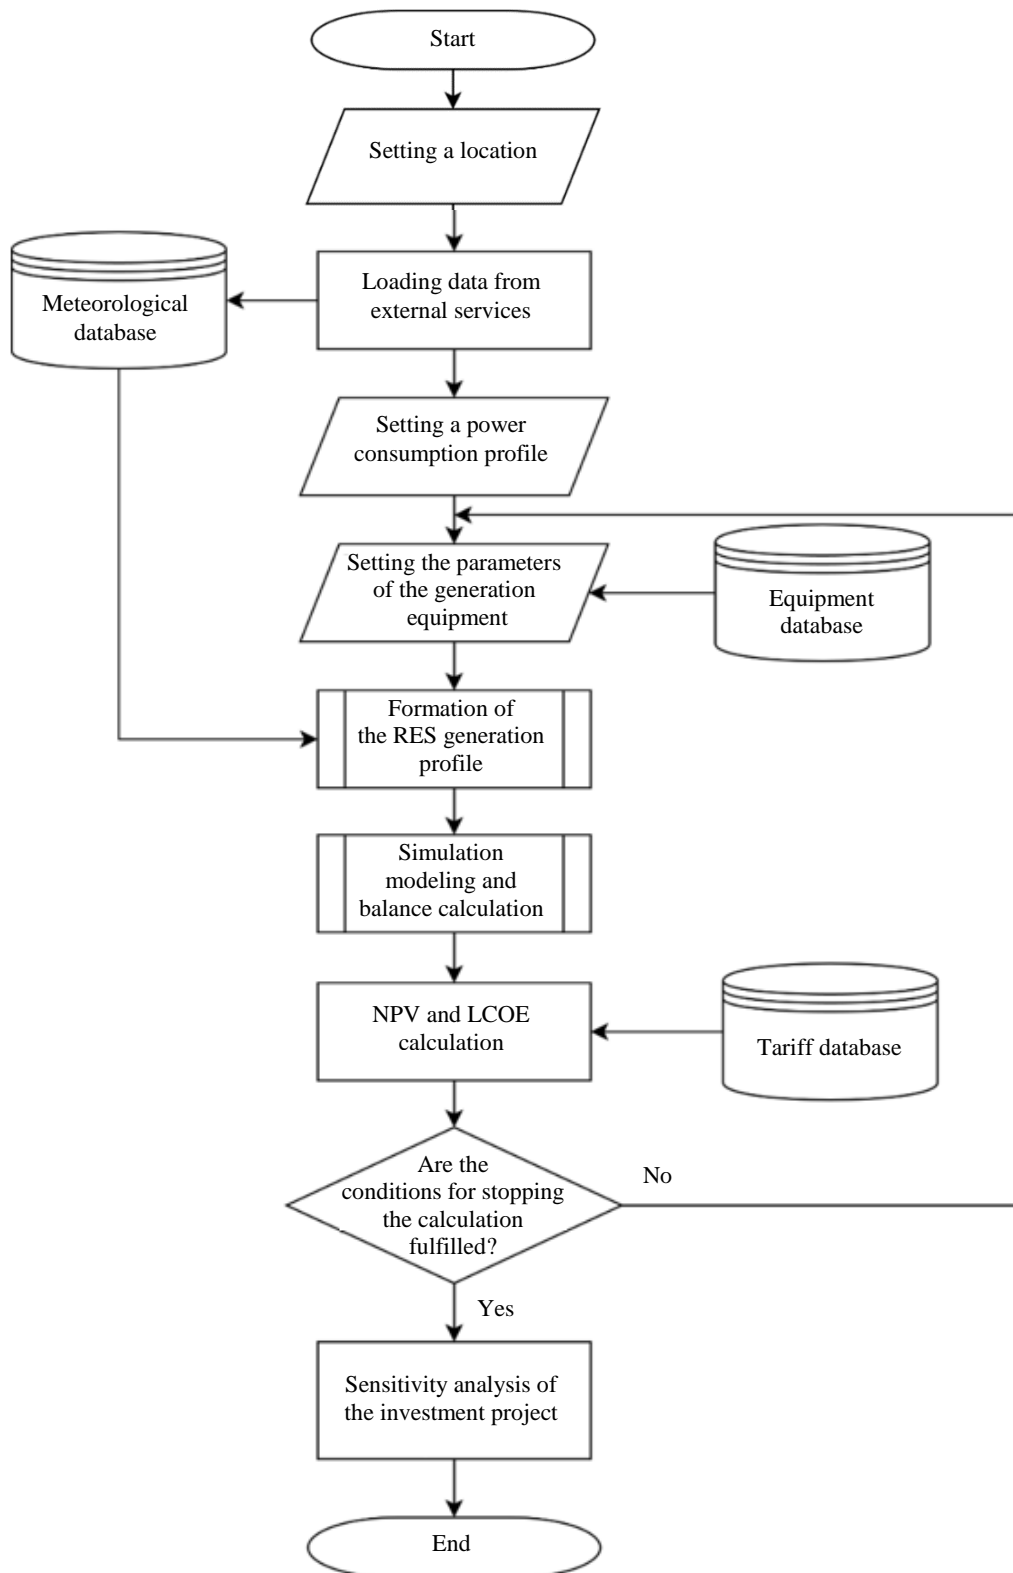 Start
Setting a location
Loading data from
external services
Meteorological
database
Setting a power
consumption profile
Setting the parameters
of the generation
equipment
Equipment
database
Formation of
the RES generation
profile
Simulation
modeling and
balance calculation
NPV and LCOE
calculation
Tariff database
Are the
conditions for stopping
the calculation
fulfilled?
No
Yes
Sensitivity analysis of
the investment project
End